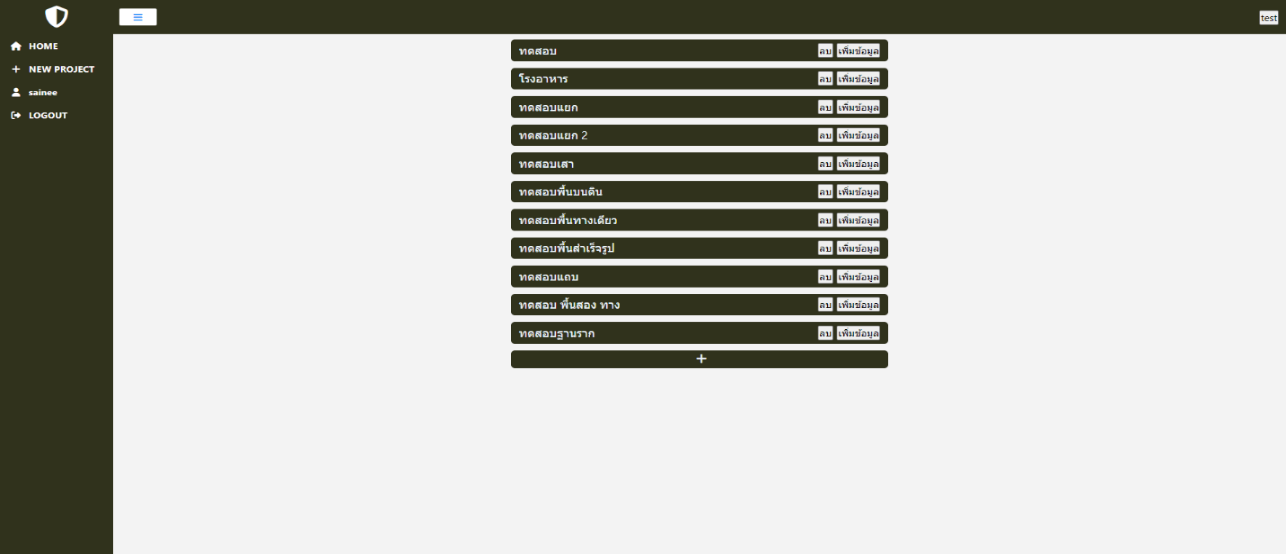 test
HOME
NEW PROJECT
sainee
LOGOUT
ทดสอบ ลบ เพิ่มข้อมูล
โรงอาหาร ลบ เพิ่มข้อมูล
ทดสอบแยก ลบ เพิ่มข้อมูล
ทดสอบแยก 2 ลบ เพิ่มข้อมูล
ทดสอบเสา ลบ เพิ่มข้อมูล
ทดสอบพื้นบนดิน ลบ เพิ่มข้อมูล
ทดสอบพื้นทางเดียว ลบ เพิ่มข้อมูล
ทดสอบพื้นสำเร็จรูป ลบ เพิ่มข้อมูล
ทดสอบแถบ ลบ เพิ่มข้อมูล
ทดสอบ พื้นสอง ทาง ลบ เพิ่มข้อมูล
ทดสอบฐานราก ลบ เพิ่มข้อมูล
+